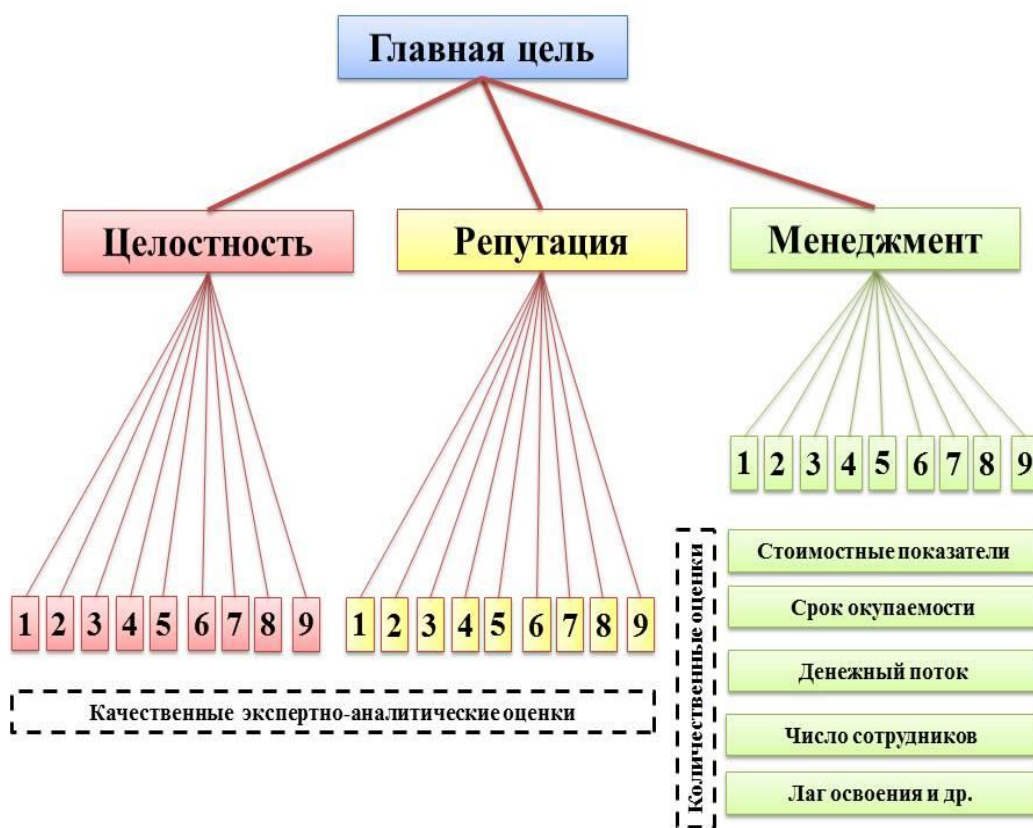 Главная цель
Целостность
Репутация
Менеджмент
1 2 3 4 5 6 7 8 9
1 2 3 4 5 6 7 8 9
1 2 3 4 5 6 7 8 9
Качественные экспертно-аналитические оценки
Количественные оценки
Стоимостные показатели
Срок окупаемости
Денежный поток
Число сотрудников
Лаг освоения и др.